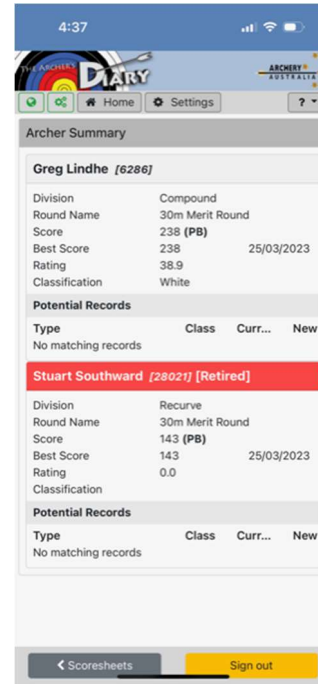 4:37
THE ARCHER'S DIARY
ARCHERY
AUSTRALIA
Home Settings ?
Archer Summary
Greg Lindhe [6286]
Division Compound
Round Name 30m Merit Round
Score 238 (PB)
Best Score 238 25/03/2023
Rating 38.9
Classification White
Potential Records
Type Class Curr... New
No matching records
Stuart Southward [28021] [Retired]
Division Recurve
Round Name 30m Merit Round
Score 143 (PB)
Best Score 143 25/03/2023
Rating 0.0
Classification
Potential Records
Type Class Curr... New
No matching records
Scoresheets Sign out